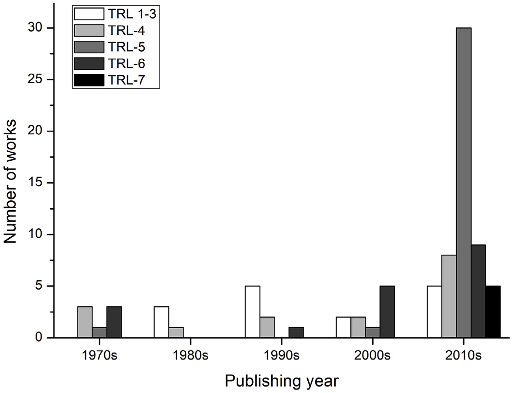 TRL 1-3
TRL-4
TRL-5
TRL-6
TRL-7
30
25
20
15
10
5
0
Number of works
1970s 1980s 1990s 2000s 2010s
Publishing year